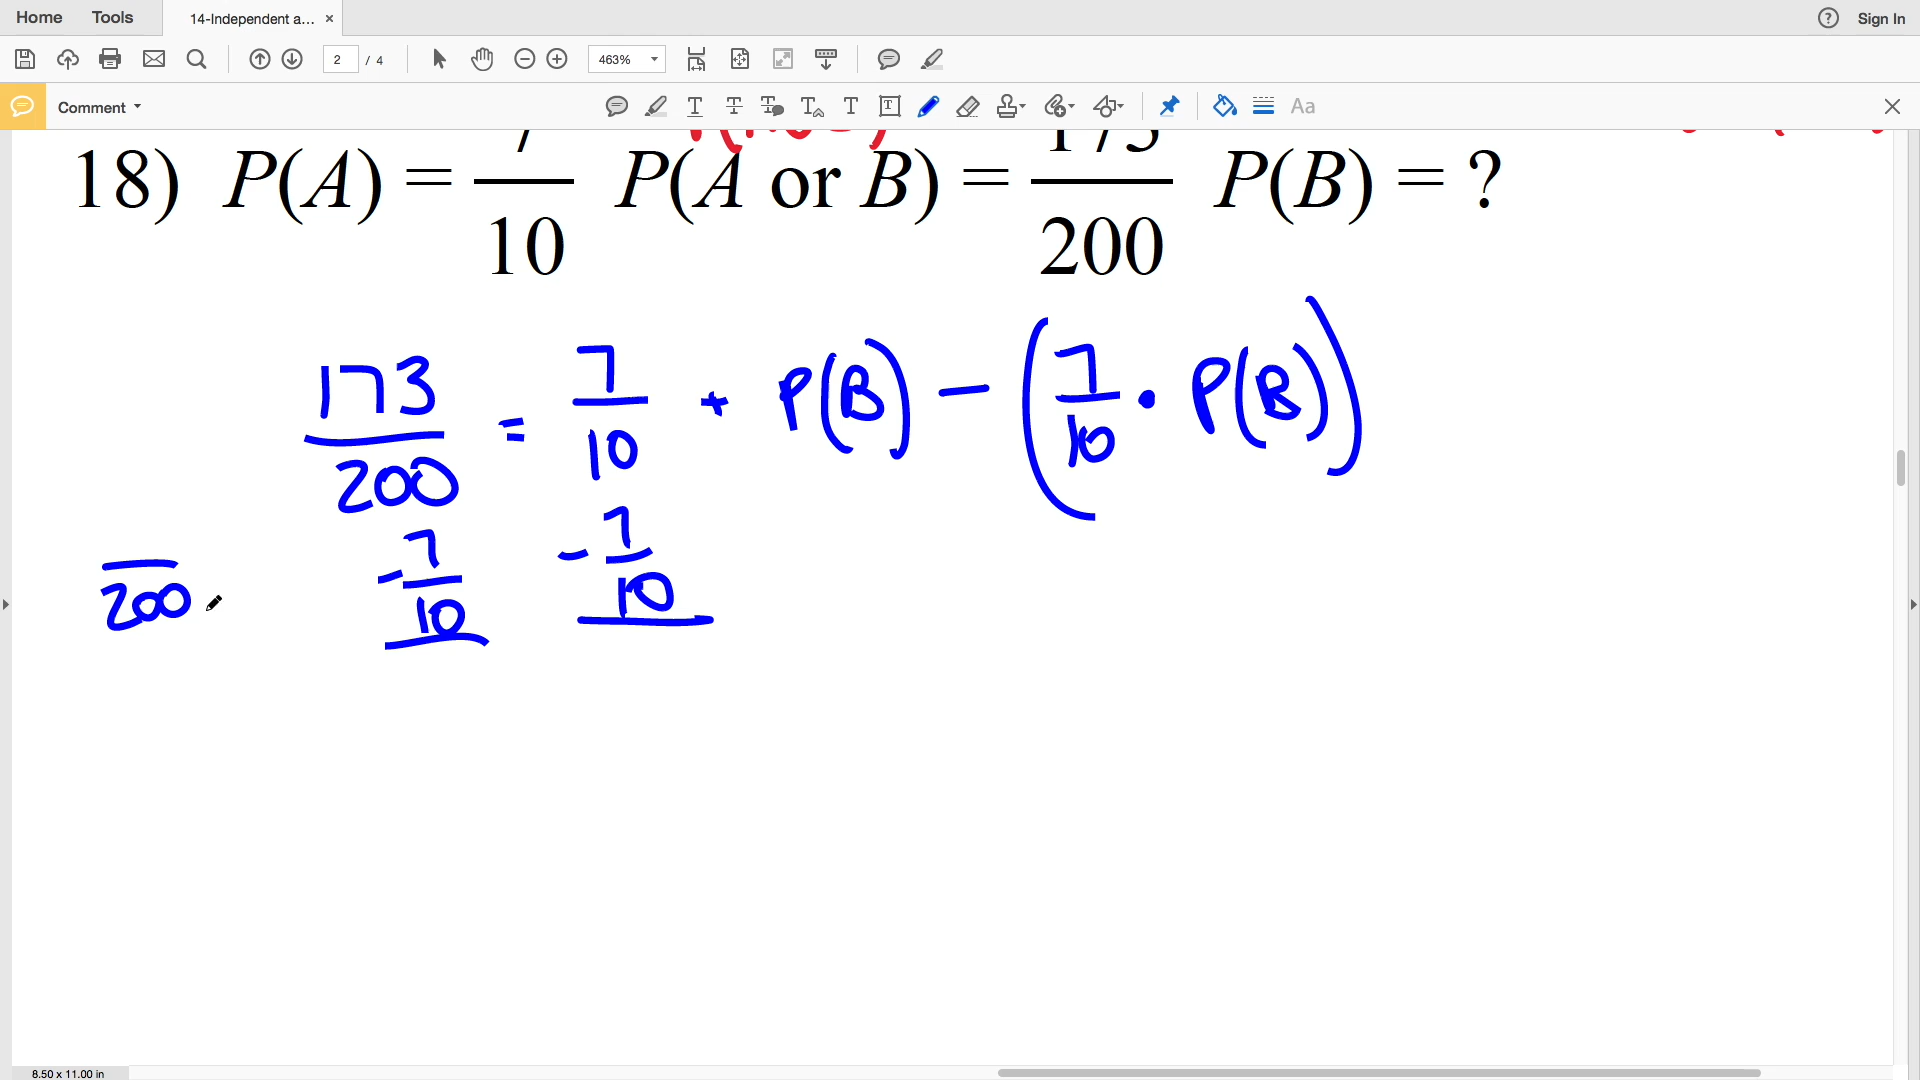 Home Tools 14-Independent a... × Sign In
2 / 4 463%
Comment Aa
18) P(A) = 7/10 P(A or B) = 173/200 P(B) = ?
173/200 = 7/10 + P(B) - (7/10 · P(B))
-7/10 -7/10
200
8.50 x 11.00 in